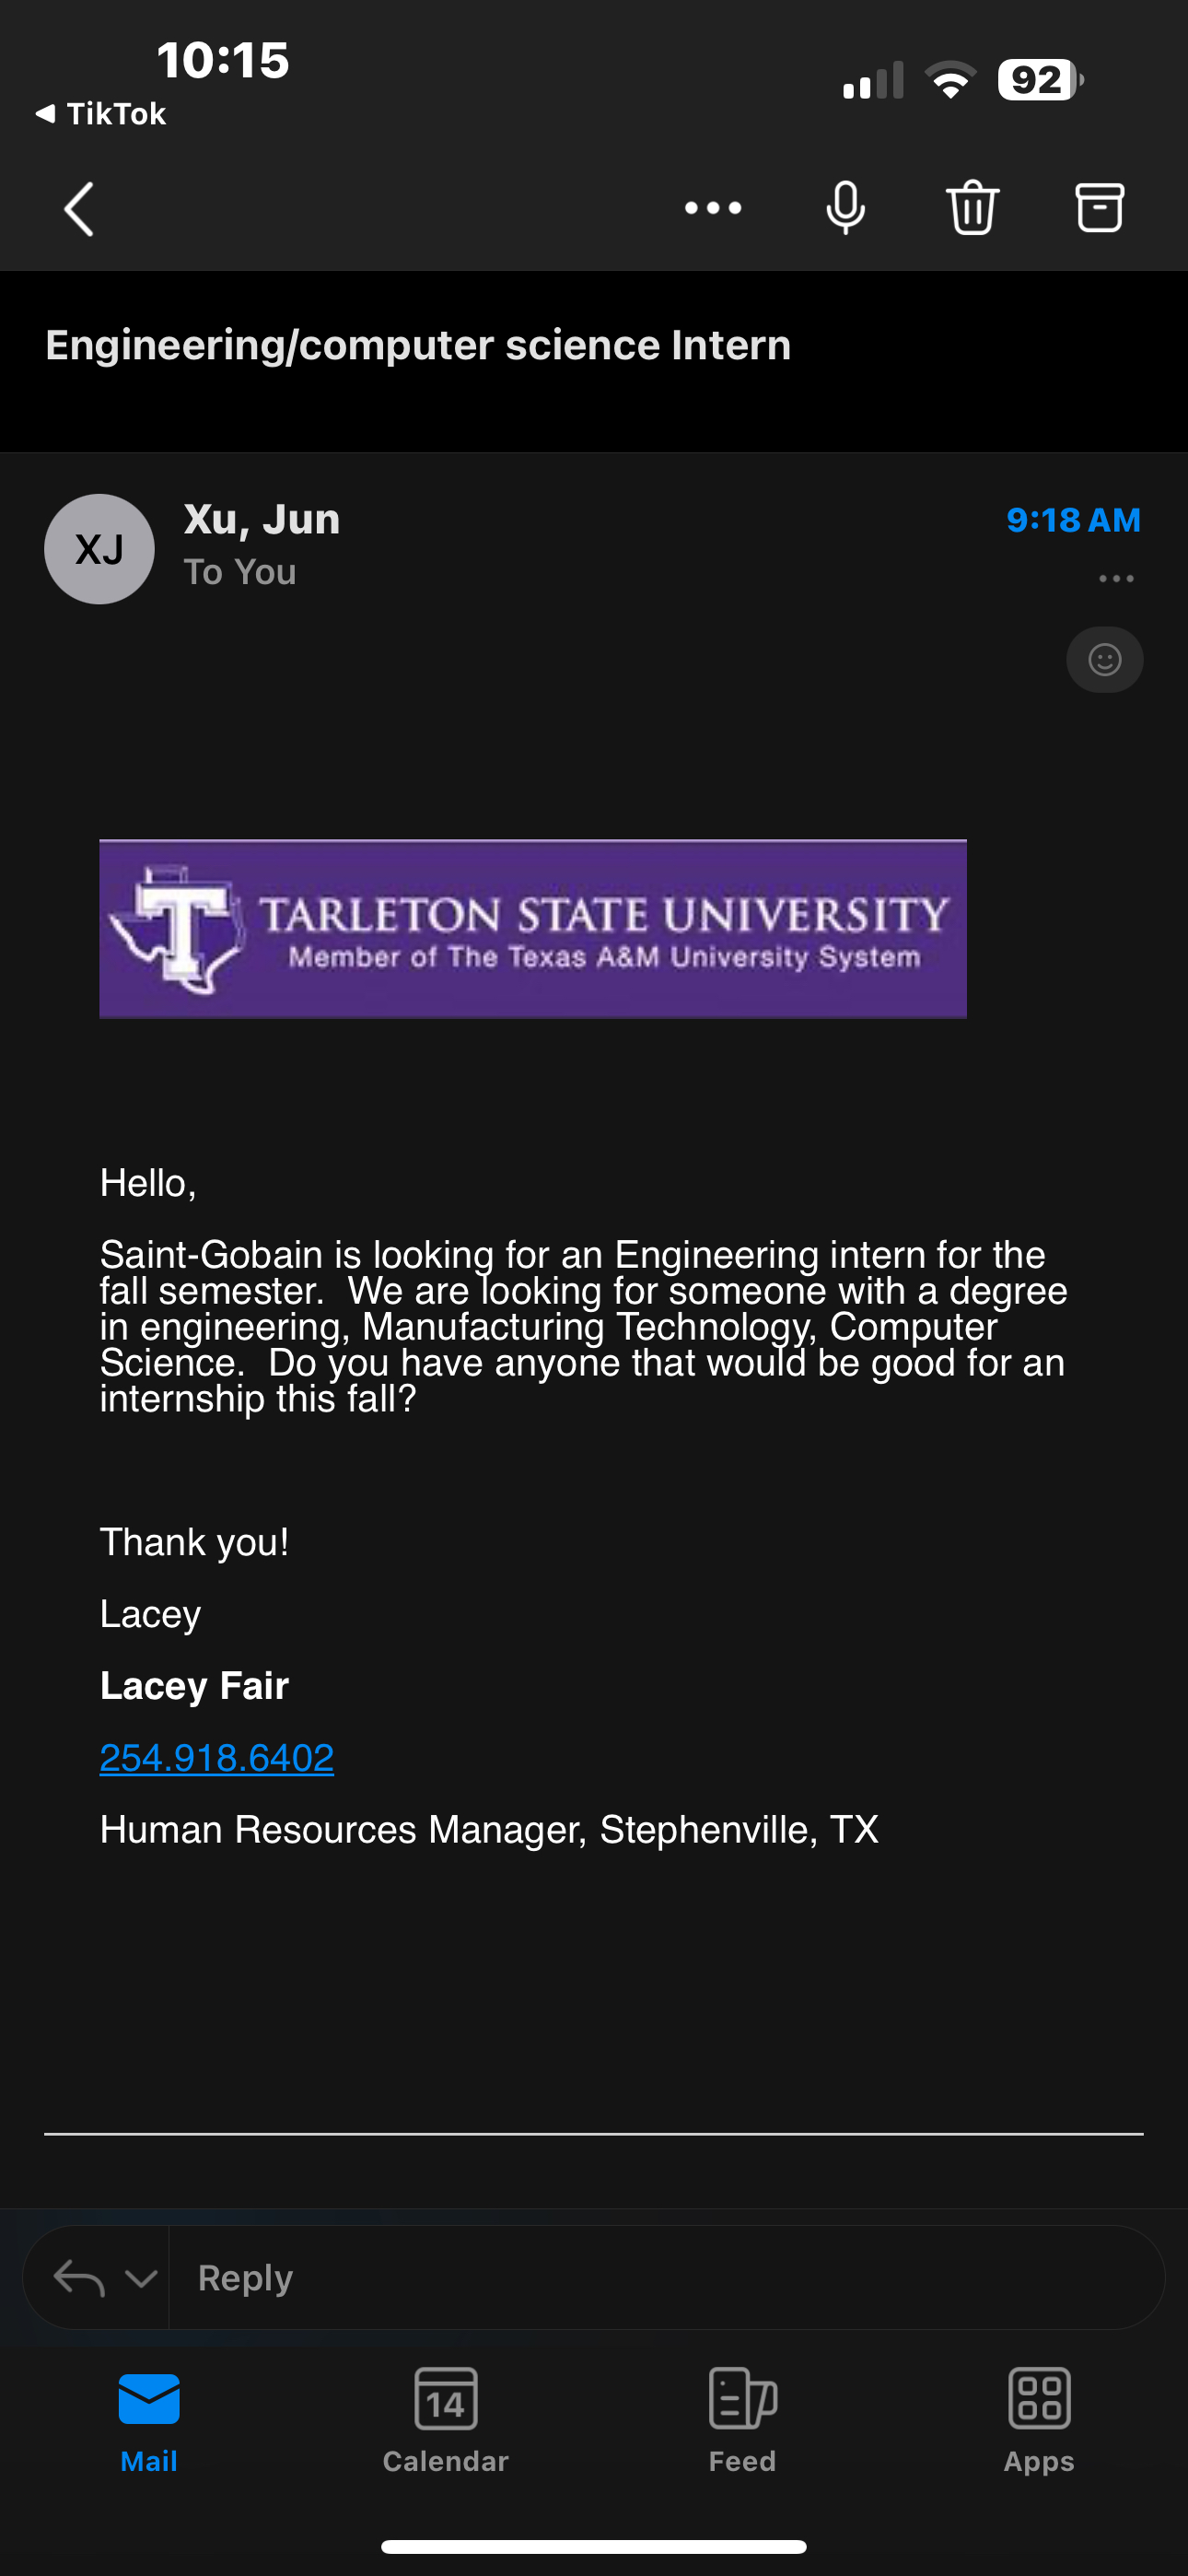 10:15
92
TikTok
Engineering/computer science Intern
XJ
Xu, Jun
9:18 AM
To You
T
TARLETON STATE UNIVERSITY
Member of The Texas A&M University System
Hello,
Saint-Gobain is looking for an Engineering intern for the
fall semester.  We are looking for someone with a degree
in engineering, Manufacturing Technology, Computer
Science.  Do you have anyone that would be good for an
internship this fall?
Thank you!
Lacey
Lacey Fair
254.918.6402
Human Resources Manager, Stephenville, TX
Reply
14
Mail
Calendar
Feed
Apps